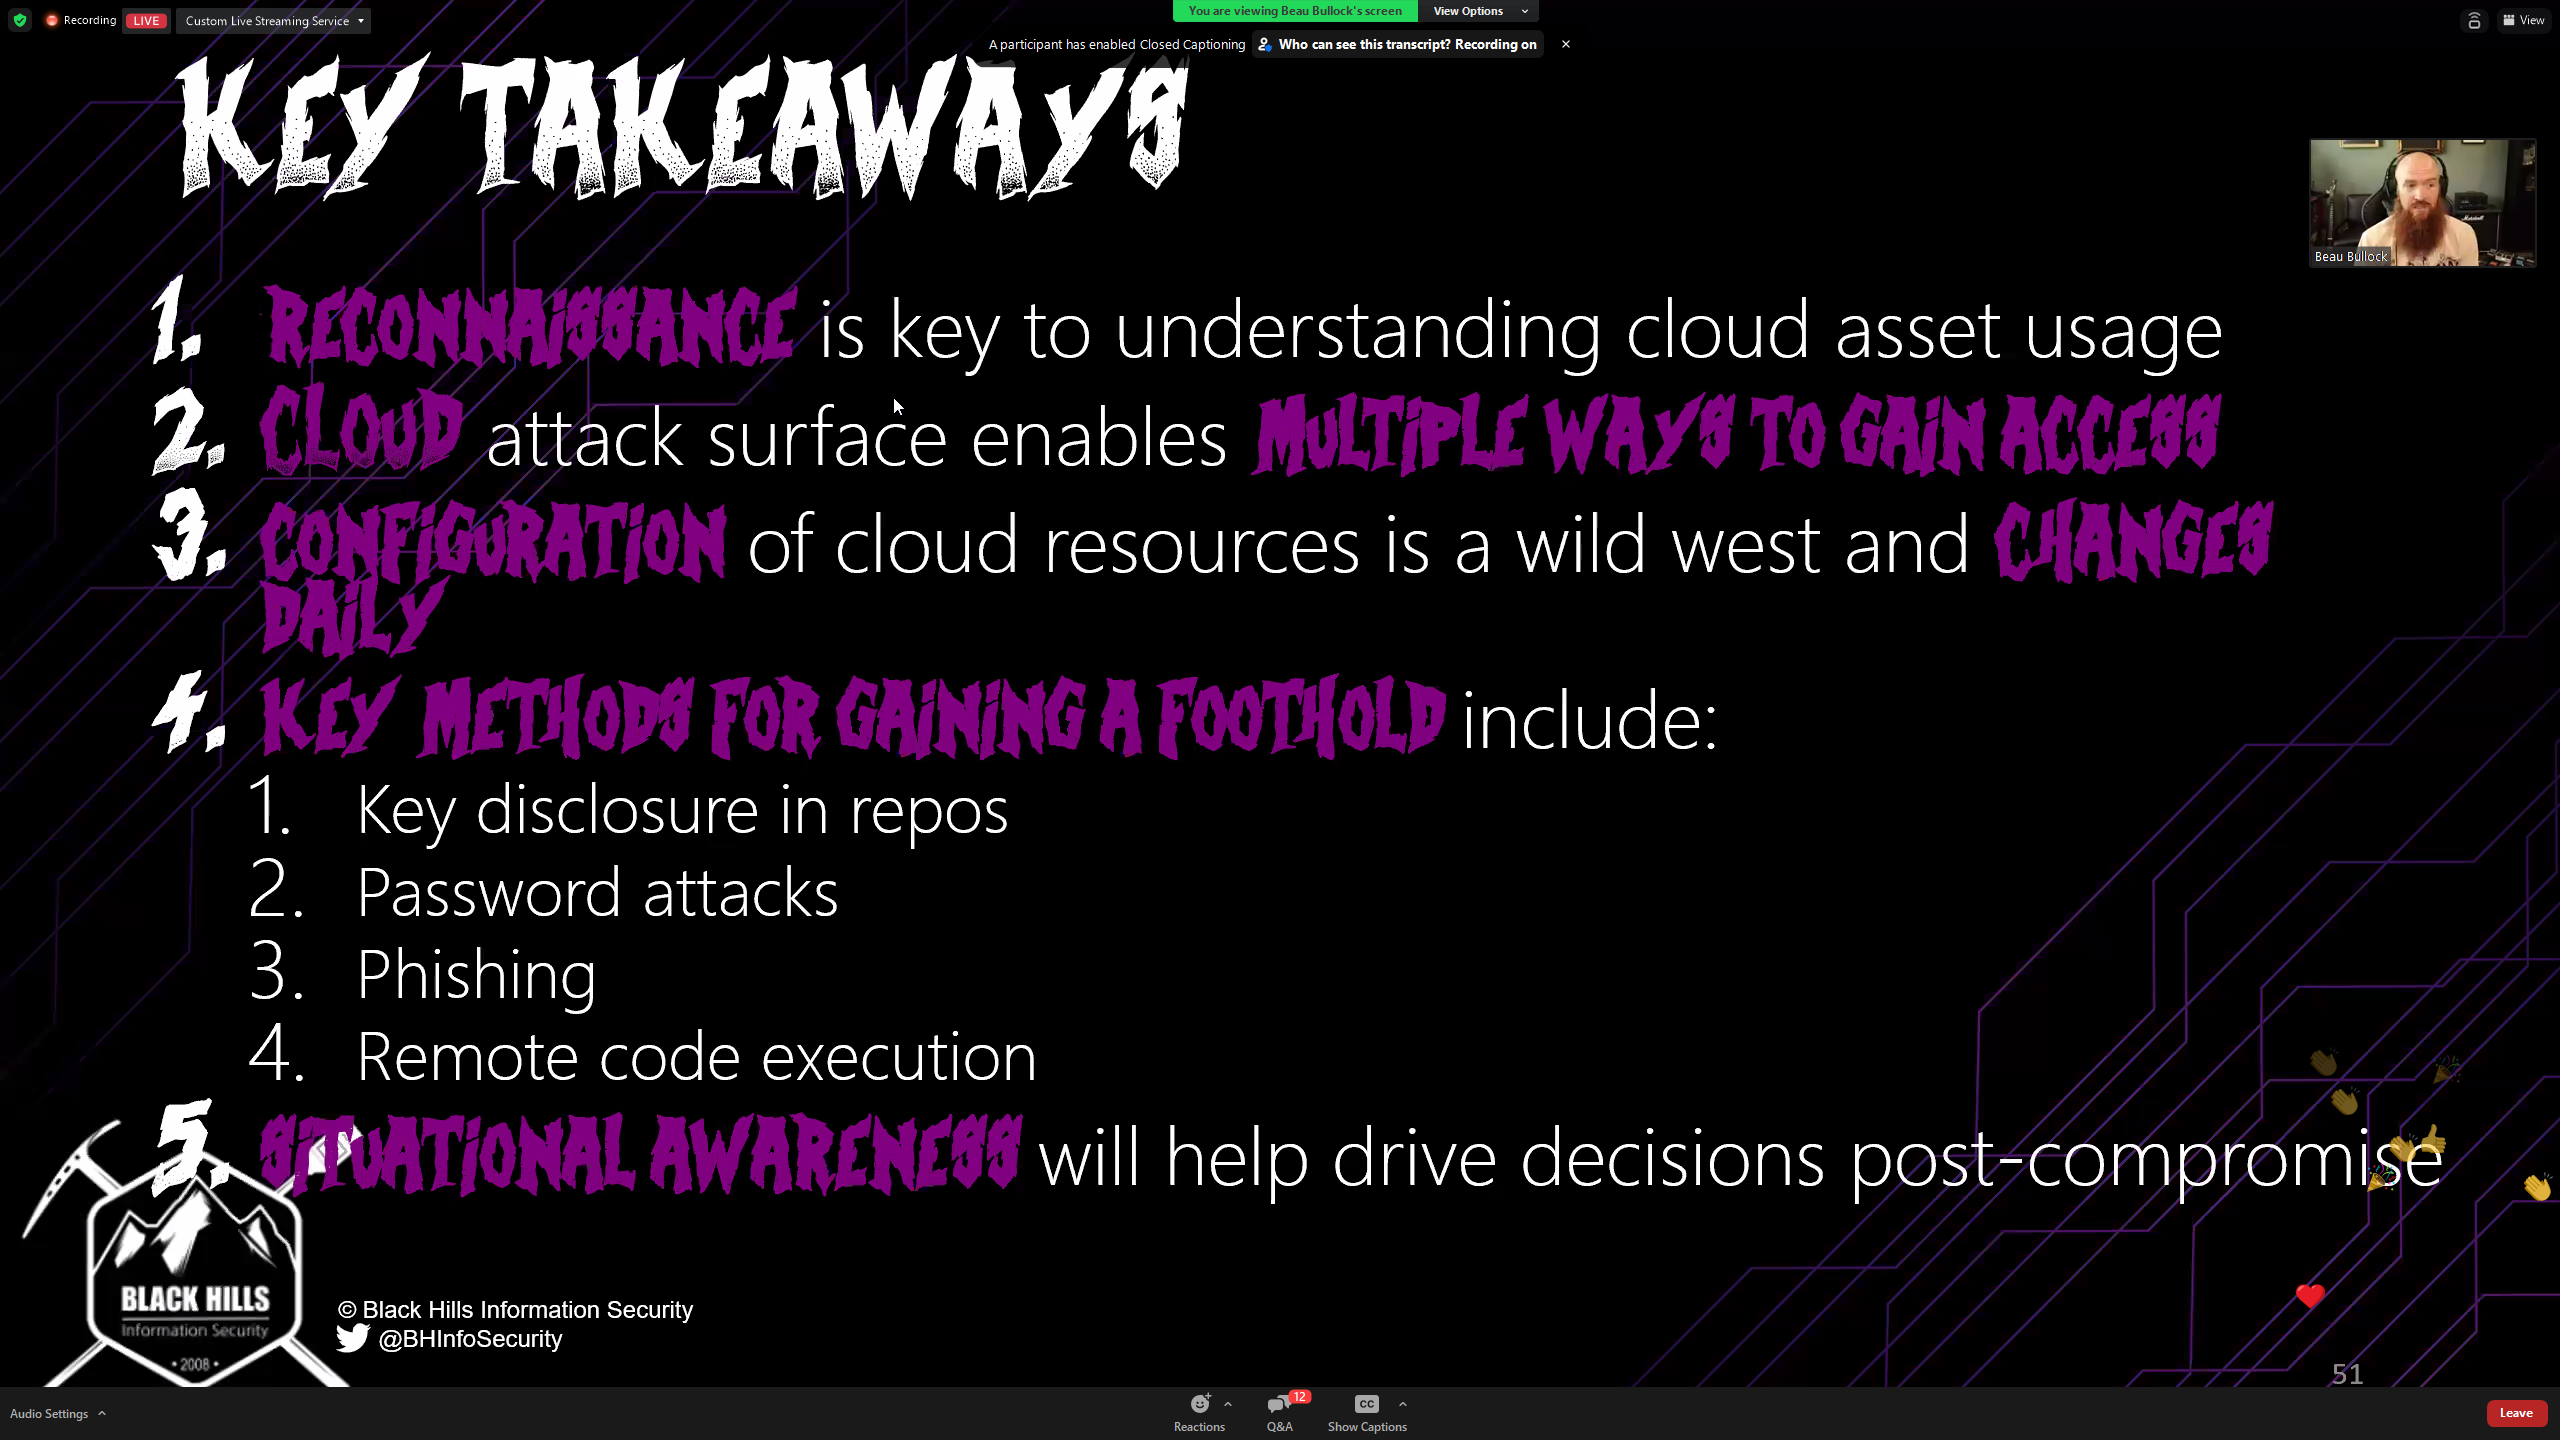 Recording
LIVE
Custom Live Streaming Service
You are viewing Beau Bullock's screen
View Options
View
A participant has enabled Closed Captioning
Who can see this transcript? Recording on
KEY TAKEAWAYS
Beau Bullock
1. RECONNAISSANCE is key to understanding cloud asset usage
2. CLOUD attack surface enables MULTIPLE WAYS TO GAIN ACCESS
3. CONFIGURATION of cloud resources is a wild west and CHANGES
DAILY
4. KEY METHODS FOR GAINING A FOOTHOLD include:
1. Key disclosure in repos
2. Password attacks
3. Phishing
4. Remote code execution
5. SITUATIONAL AWARENESS will help drive decisions post-compromise
BLACK HILLS
Information Security
• 2008 •
© Black Hills Information Security
@BHInfoSecurity
51
Audio Settings
Reactions
12
Q&A
CC
Show Captions
Leave